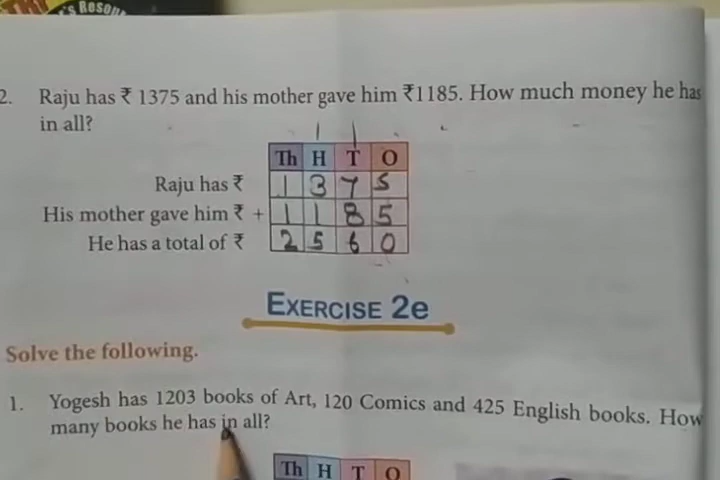 's Reson
2. Raju has ₹ 1375 and his mother gave him ₹1185. How much money he has
in all?
1 1
Th H T O
Raju has ₹ 1 3 7 5
His mother gave him ₹ + 1 1 8 5
He has a total of ₹ 2 5 6 0
EXERCISE 2e
Solve the following.
1. Yogesh has 1203 books of Art, 120 Comics and 425 English books. How
many books he has in all?
Th H T O